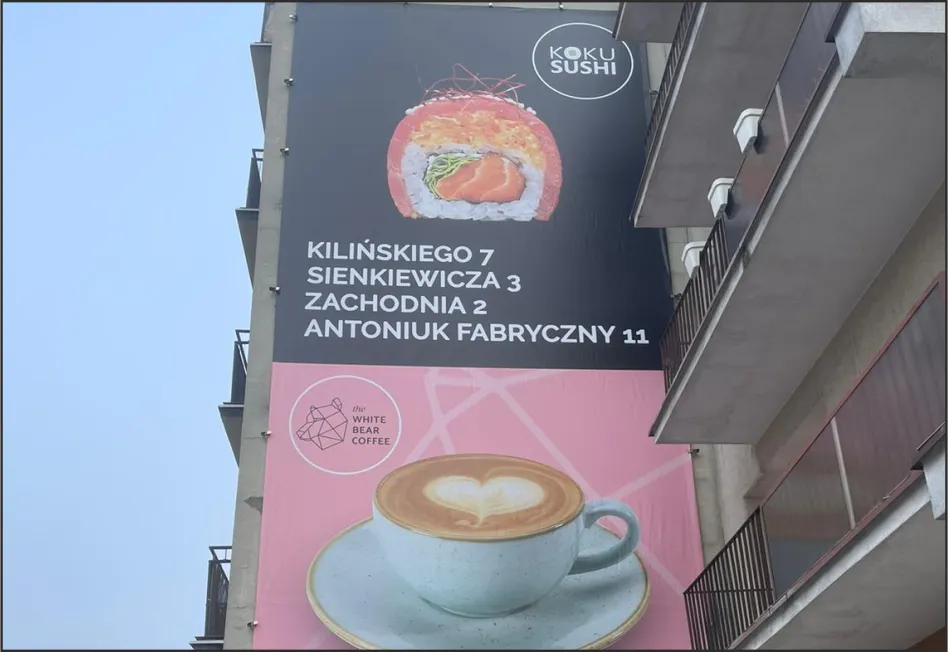 KOKU
SUSHI
KILIŃSKIEGO 7
SIENKIEWICZA 3
ZACHODNIA 2
ANTONIUK FABRYCZNY 11
the
WHITE
BEAR
COFFEE